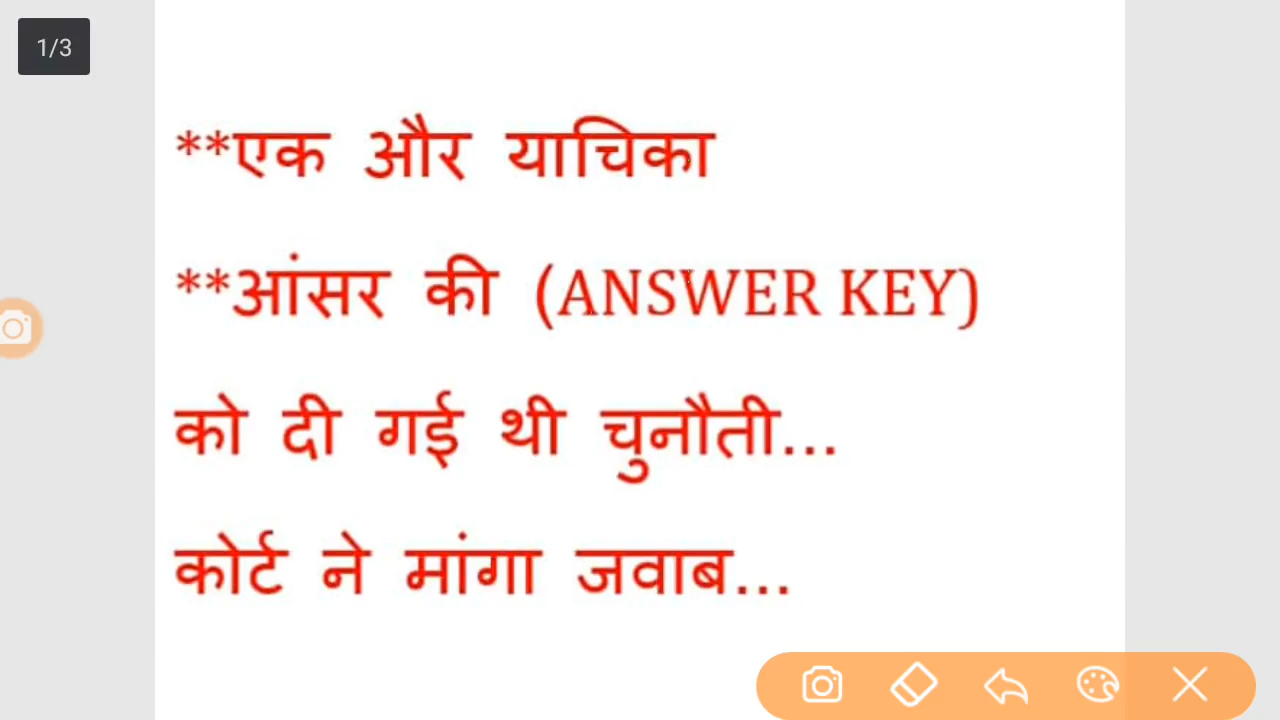 1/3
**एक और याचिका
**आंसर की (ANSWER KEY)
को दी गई थी चुनौती...
कोर्ट ने मांगा जवाब...